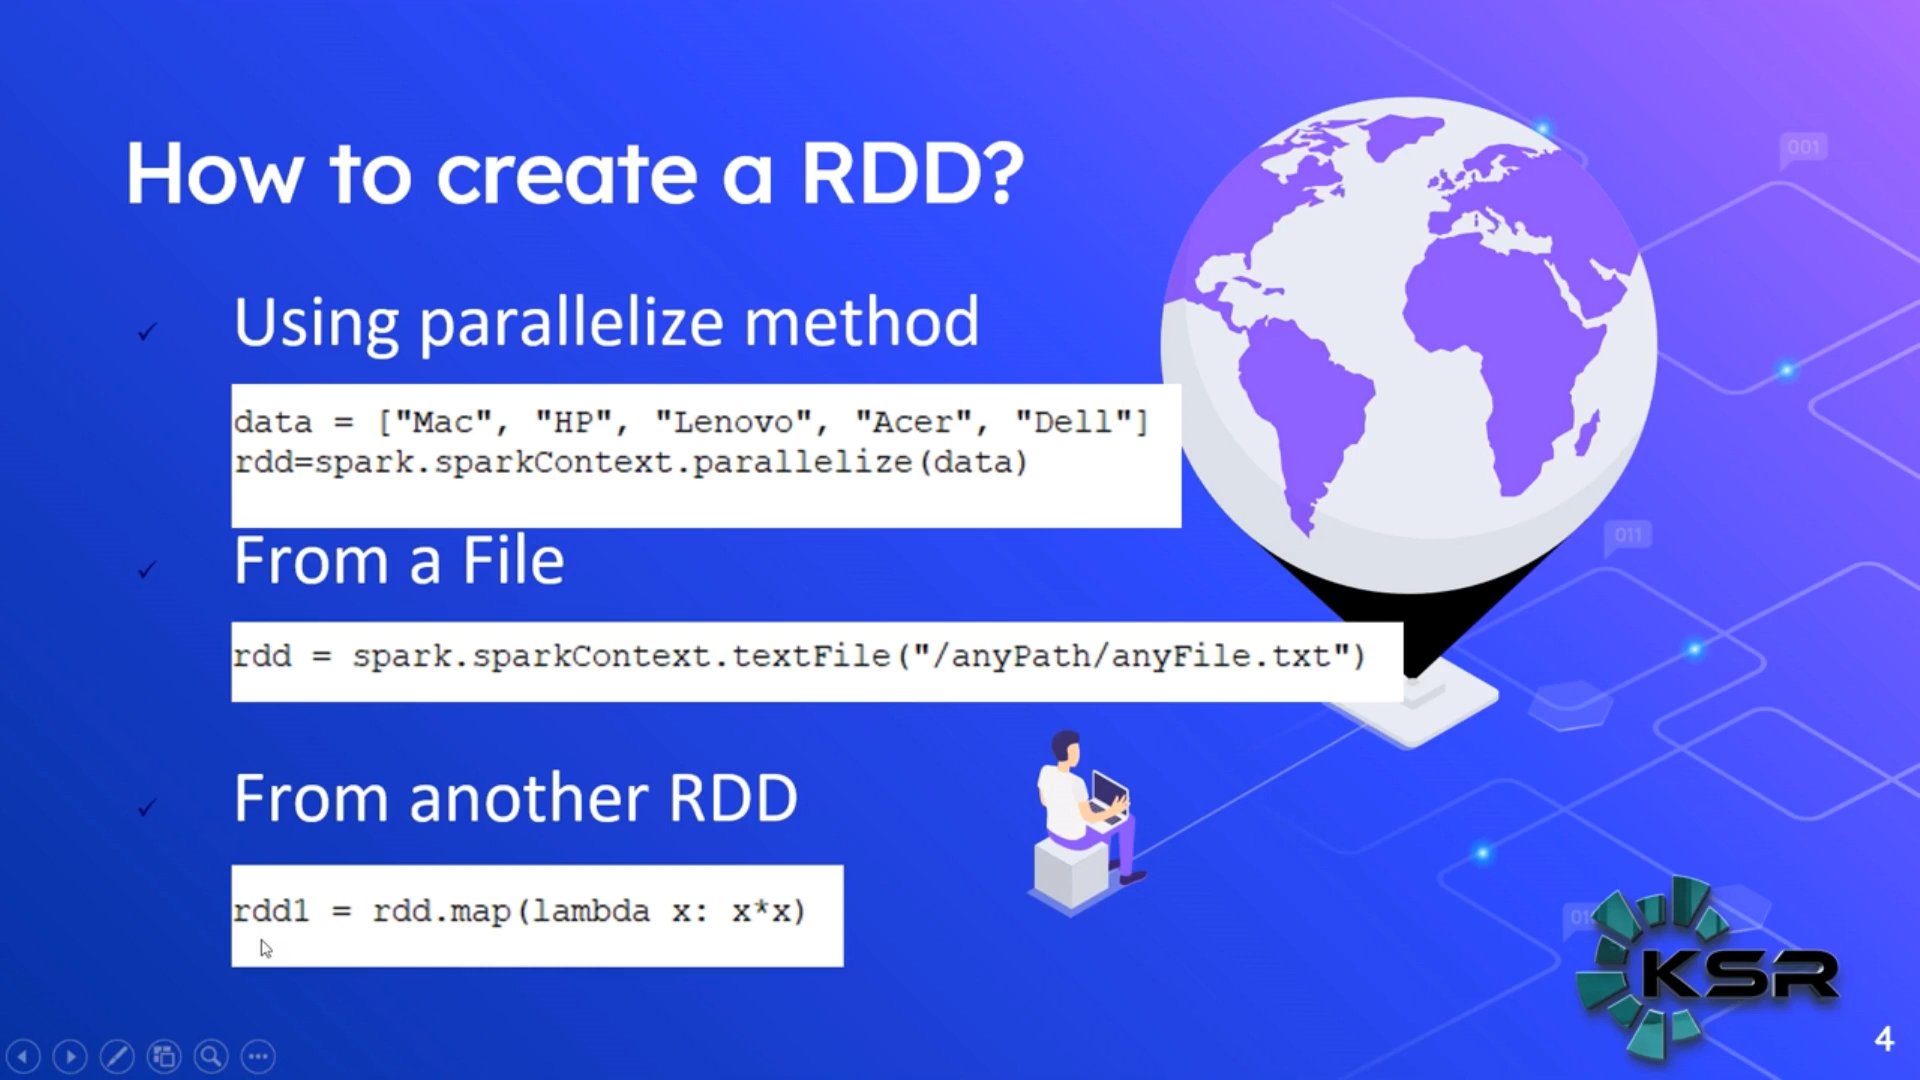 How to create a RDD?
✓ Using parallelize method
data = ["Mac", "HP", "Lenovo", "Acer", "Dell"]
rdd=spark.sparkContext.parallelize(data)
✓ From a File
rdd = spark.sparkContext.textFile("/anyPath/anyFile.txt")
✓ From another RDD
rdd1 = rdd.map(lambda x: x*x)
001
011
KSR
4